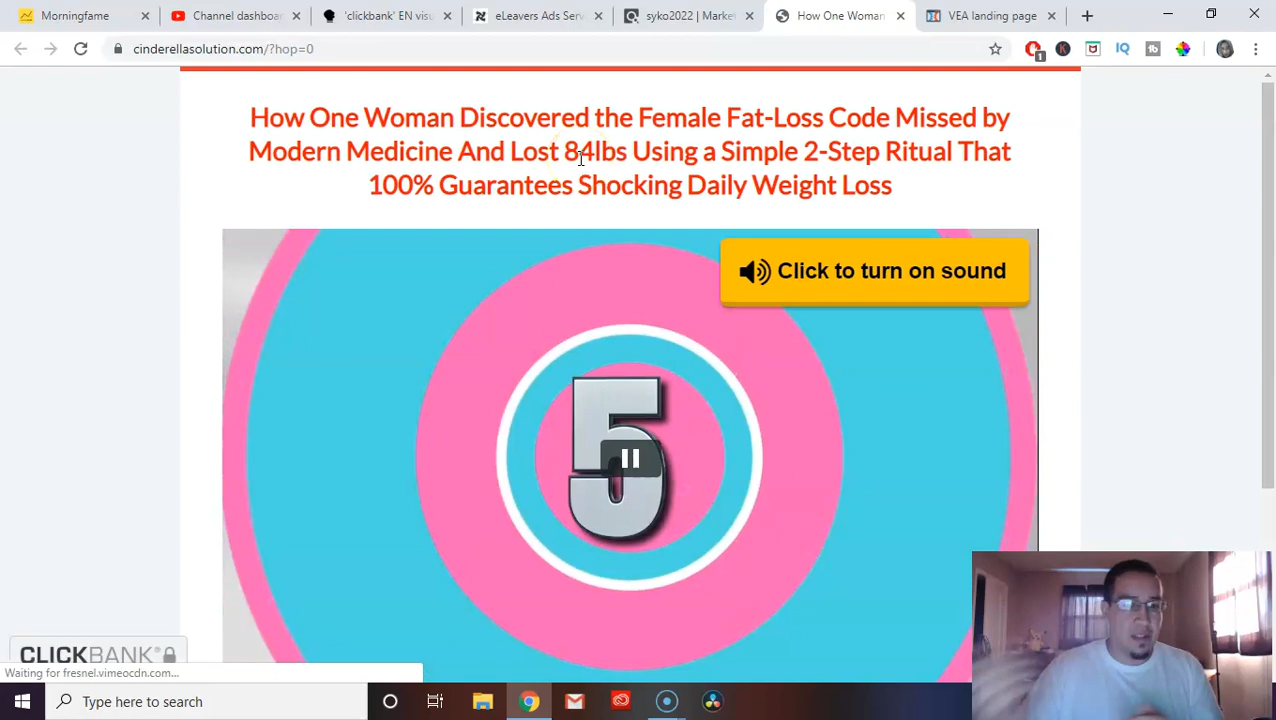 Morningfame
Channel dashboar
'clickbank' EN visu
eLeavers Ads Serv
syko2022 | Market
How One Woman
VEA landing page
cinderellasolution.com/?hop=0
How One Woman Discovered the Female Fat-Loss Code Missed by
Modern Medicine And Lost 84lbs Using a Simple 2-Step Ritual That
100% Guarantees Shocking Daily Weight Loss
Click to turn on sound
5
CLICKBANK®
Waiting for fresnel.vimeocdn.com...
Type here to search